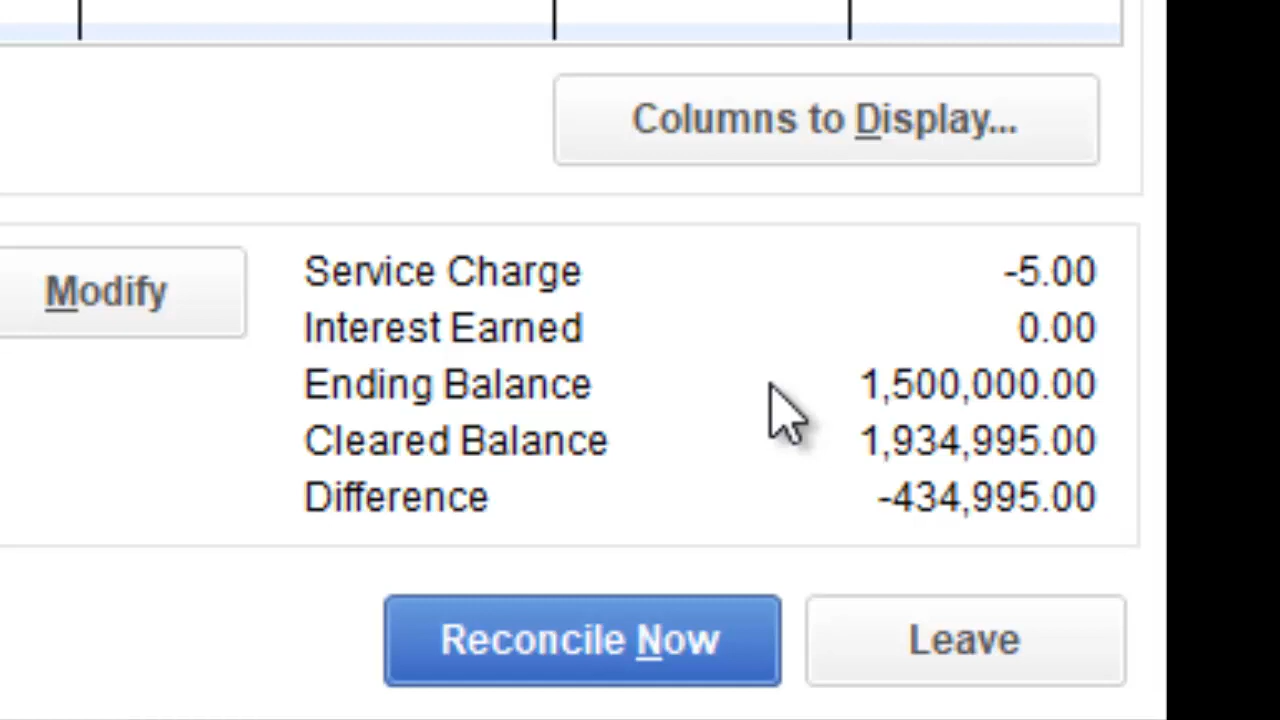 Columns to Display...
Modify
Service Charge -5.00
Interest Earned 0.00
Ending Balance 1,500,000.00
Cleared Balance 1,934,995.00
Difference -434,995.00
Reconcile Now Leave